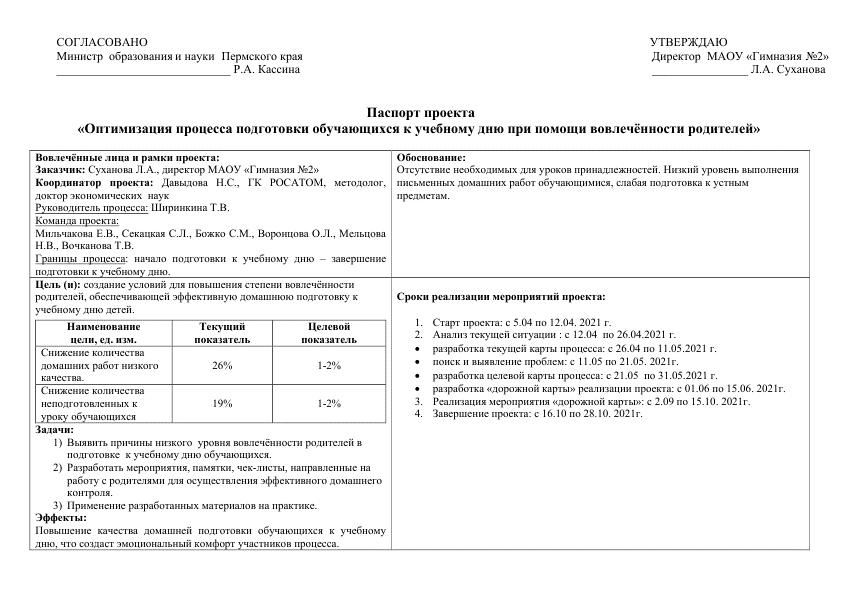 СОГЛАСОВАНО
УТВЕРЖДАЮ
Министр образования и науки Пермского края
Директор МАОУ «Гимназия №2»
______________________________ Р.А. Кассина
________________ Л.А. Суханова
Паспорт проекта
«Оптимизация процесса подготовки обучающихся к учебному дню при помощи вовлечённости родителей»
Вовлечённые лица и рамки проекта:
Заказчик: Суханова Л.А., директор МАОУ «Гимназия №2»
Координатор проекта: Давыдова Н.С., ГК РОСАТОМ, методолог,
доктор экономических наук
Руководитель процесса: Ширинкина Т.В.
Команда проекта:
Мильчакова Е.В., Секацкая С.Л., Божко С.М., Воронцова О.Л., Мельцова
Н.В., Вочканова Т.В.
Границы процесса: начало подготовки к учебному дню – завершение
подготовки к учебному дню.
Обоснование:
Отсутствие необходимых для уроков принадлежностей. Низкий уровень выполнения
письменных домашних работ обучающимися, слабая подготовка к устным
предметам.
Цель (и): создание условий для повышения степени вовлечённости
родителей, обеспечивающей эффективную домашнюю подготовку к
учебному дню детей.
Наименование
цели, ед. изм.
Текущий
показатель
Целевой
показатель
Снижение количества
домашних работ низкого
качества.
26%
1-2%
Снижение количества
неподготовленных к
уроку обучающихся
19%
1-2%
Задачи:
1) Выявить причины низкого уровня вовлечённости родителей в
подготовке к учебному дню обучающихся.
2) Разработать мероприятия, памятки, чек-листы, направленные на
работу с родителями для осуществления эффективного домашнего
контроля.
3) Применение разработанных материалов на практике.
Эффекты:
Повышение качества домашней подготовки обучающихся к учебному
дню, что создаст эмоциональный комфорт участников процесса.
Сроки реализации мероприятий проекта:
1. Старт проекта: с 5.04 по 12.04. 2021 г.
2. Анализ текущей ситуации : с 12.04 по 26.04.2021 г.
• разработка текущей карты процесса: с 26.04 по 11.05.2021 г.
• поиск и выявление проблем: с 11.05 по 21.05. 2021г.
• разработка целевой карты процесса: с 21.05 по 31.05.2021 г.
• разработка «дорожной карты» реализации проекта: с 01.06 по 15.06. 2021г.
3. Реализация мероприятия «дорожной карты»: с 2.09 по 15.10. 2021г.
4. Завершение проекта: с 16.10 по 28.10. 2021г.